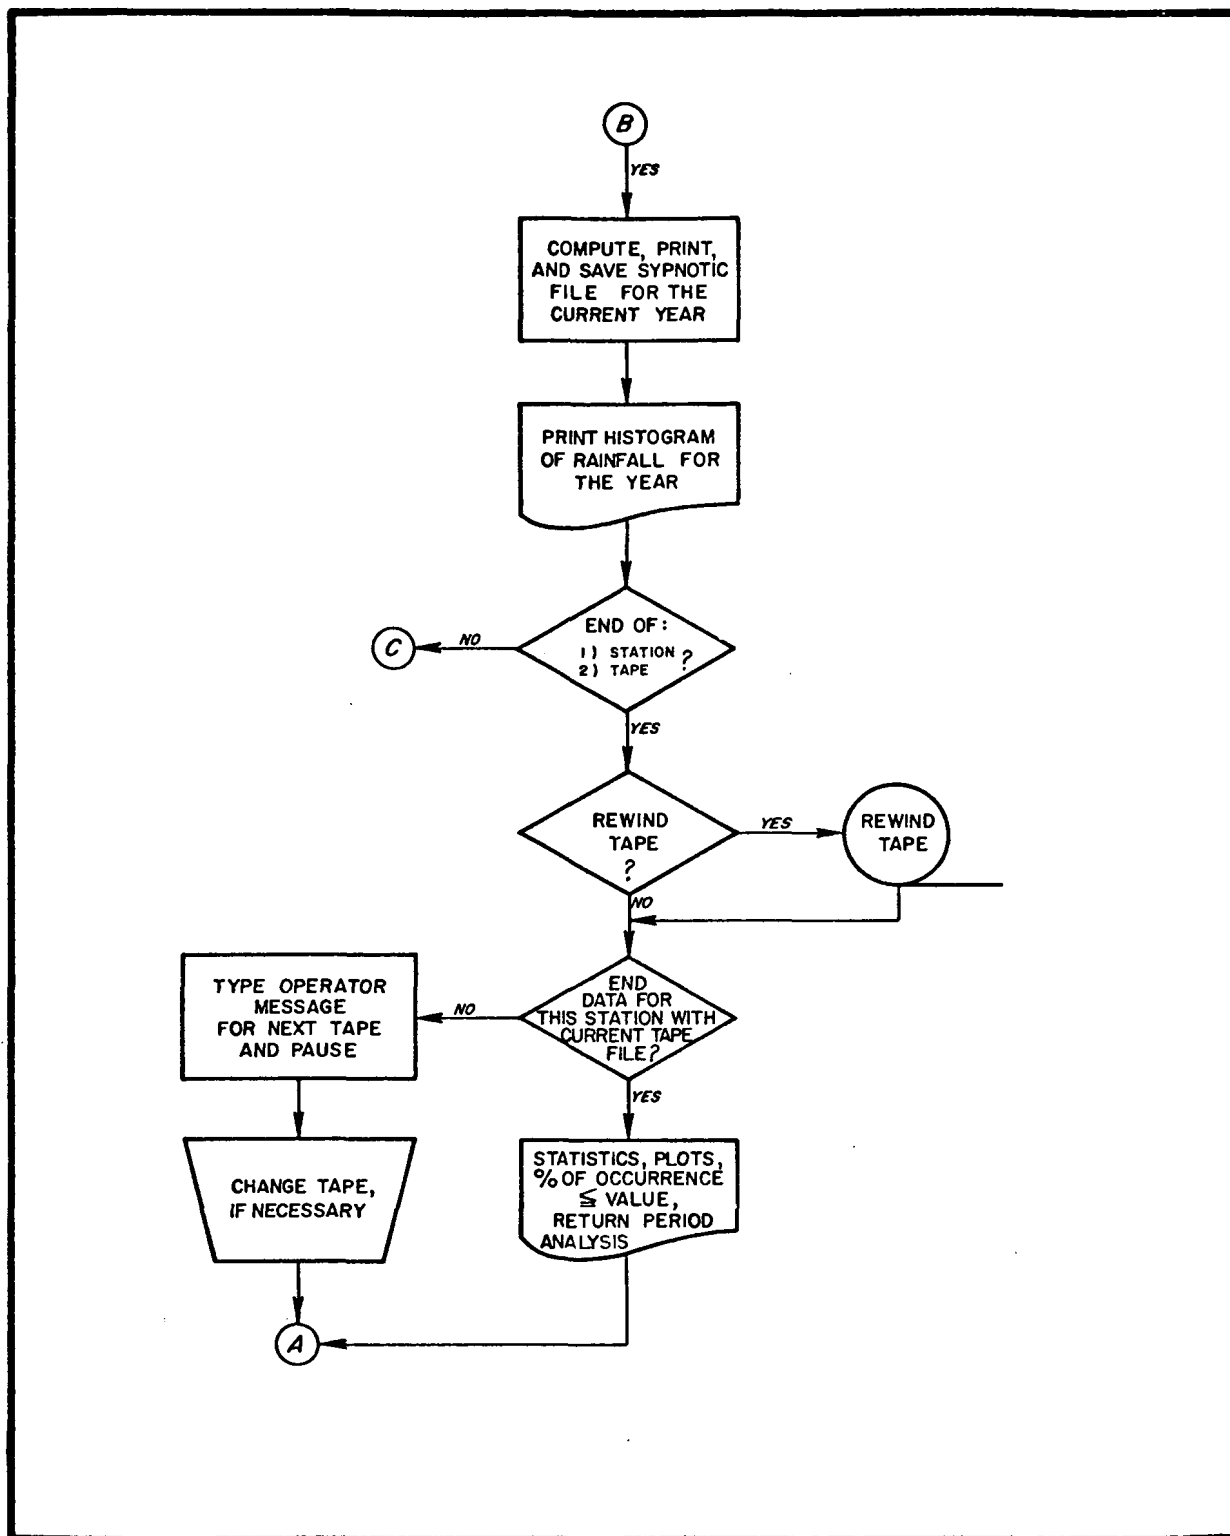 B
YES
COMPUTE, PRINT,
AND SAVE SYPNOTIC
FILE FOR THE
CURRENT YEAR
PRINT HISTOGRAM
OF RAINFALL FOR
THE YEAR
END OF:
1) STATION
2) TAPE
?
NO
C
YES
REWIND
TAPE
?
YES
REWIND
TAPE
NO
END
DATA FOR
THIS STATION WITH
CURRENT TAPE
FILE?
NO
TYPE OPERATOR
MESSAGE
FOR NEXT TAPE
AND PAUSE
YES
CHANGE TAPE,
IF NECESSARY
STATISTICS, PLOTS,
% OF OCCURRENCE
≦ VALUE,
RETURN PERIOD
ANALYSIS
A